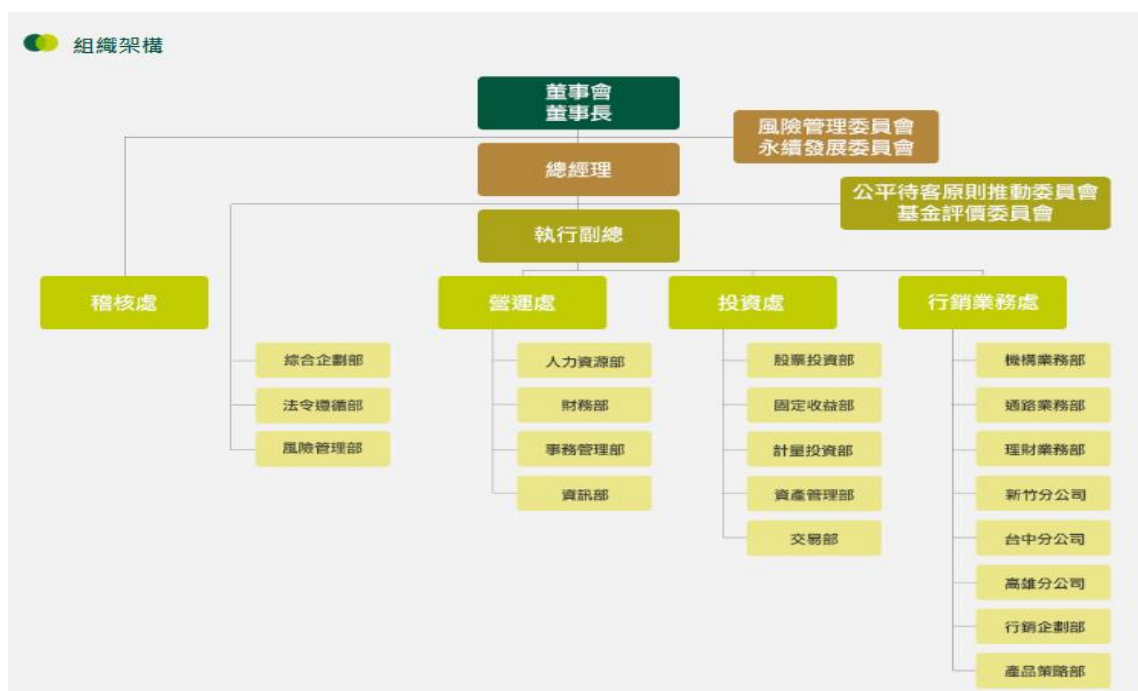 組織架構
董事會
董事長
風險管理委員會
永續發展委員會
總經理
公平待客原則推動委員會
基金評價委員會
執行副總
稽核處
營運處
投資處
行銷業務處
綜合企劃部
法令遵循部
風險管理部
人力資源部
財務部
事務管理部
資訊部
股票投資部
固定收益部
計量投資部
資產管理部
交易部
機構業務部
通路業務部
理財業務部
新竹分公司
台中分公司
高雄分公司
行銷企劃部
產品策略部